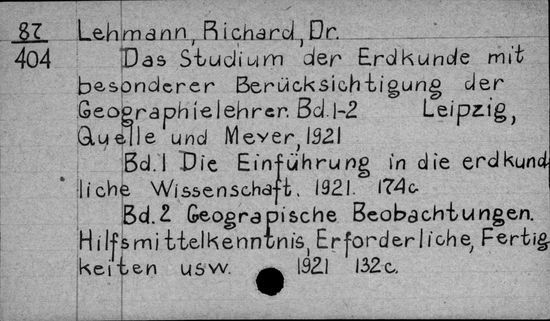 87 Lehmann, Richard, Dr.
404 Das Studium der Erdkunde mit
besonderer Berücksichtigung der
Geographielehrer. Bd. 1-2 Leipzig,
Quelle und Meyer, 1921
Bd. 1 Die Einführung in die erdkund
liche Wissenschaft. 1921. 174c
Bd. 2 Geograpische Beobachtungen.
Hilfsmittelkenntnis, Erforderliche, Fertig
keiten usw. 1921 132c.